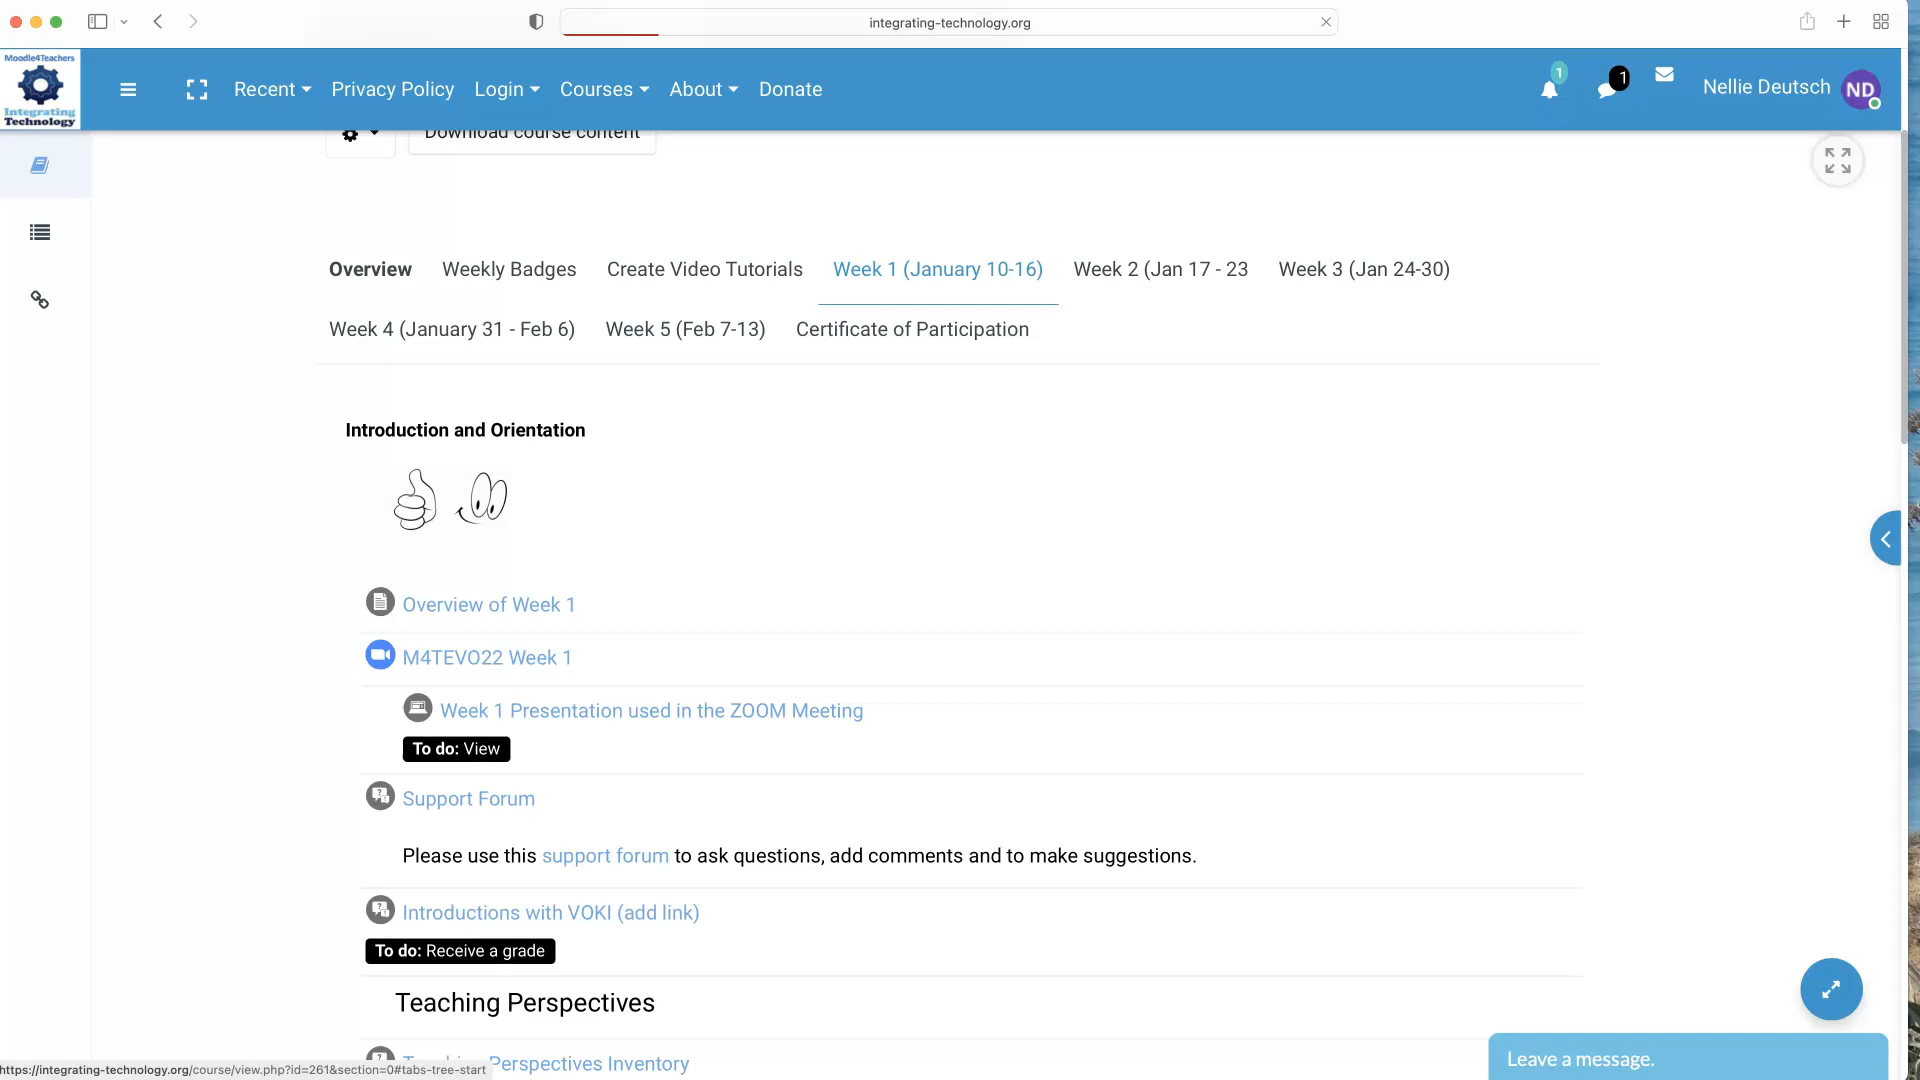 integrating-technology.org
Moodle4Teachers
Integrating
Technology
Recent
Privacy Policy
Login
Courses
About
Donate
1
1
Nellie Deutsch
ND
Download course content
Overview
Weekly Badges
Create Video Tutorials
Week 1 (January 10-16)
Week 2 (Jan 17 - 23
Week 3 (Jan 24-30)
Week 4 (January 31 - Feb 6)
Week 5 (Feb 7-13)
Certificate of Participation
Introduction and Orientation
Overview of Week 1
M4TEVO22 Week 1
Week 1 Presentation used in the ZOOM Meeting
To do: View
Support Forum
Please use this support forum to ask questions, add comments and to make suggestions.
Introductions with VOKI (add link)
To do: Receive a grade
Teaching Perspectives
Perspectives Inventory
Leave a message.
https://integrating-technology.org/course/view.php?id=261&section=0#tabs-tree-start